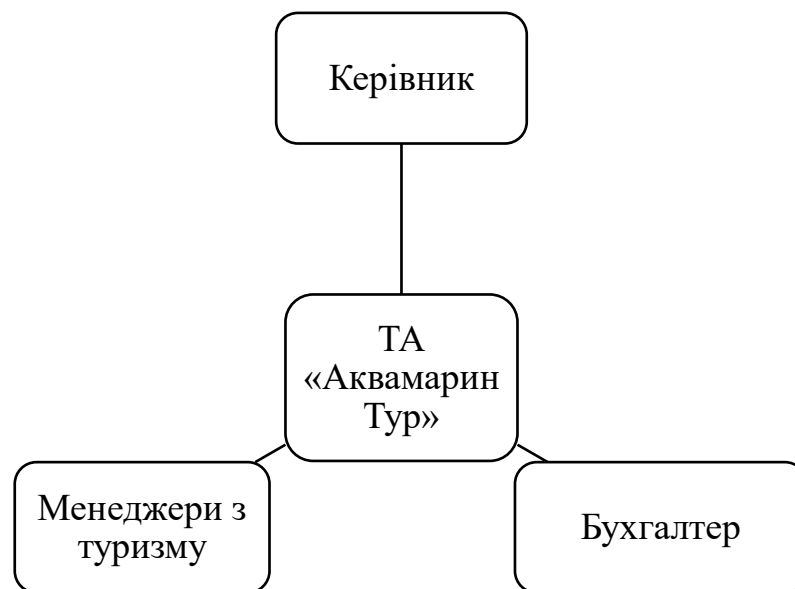 Керівник
ТА
«Аквамарин
Тур»
Менеджери з
туризму
Бухгалтер